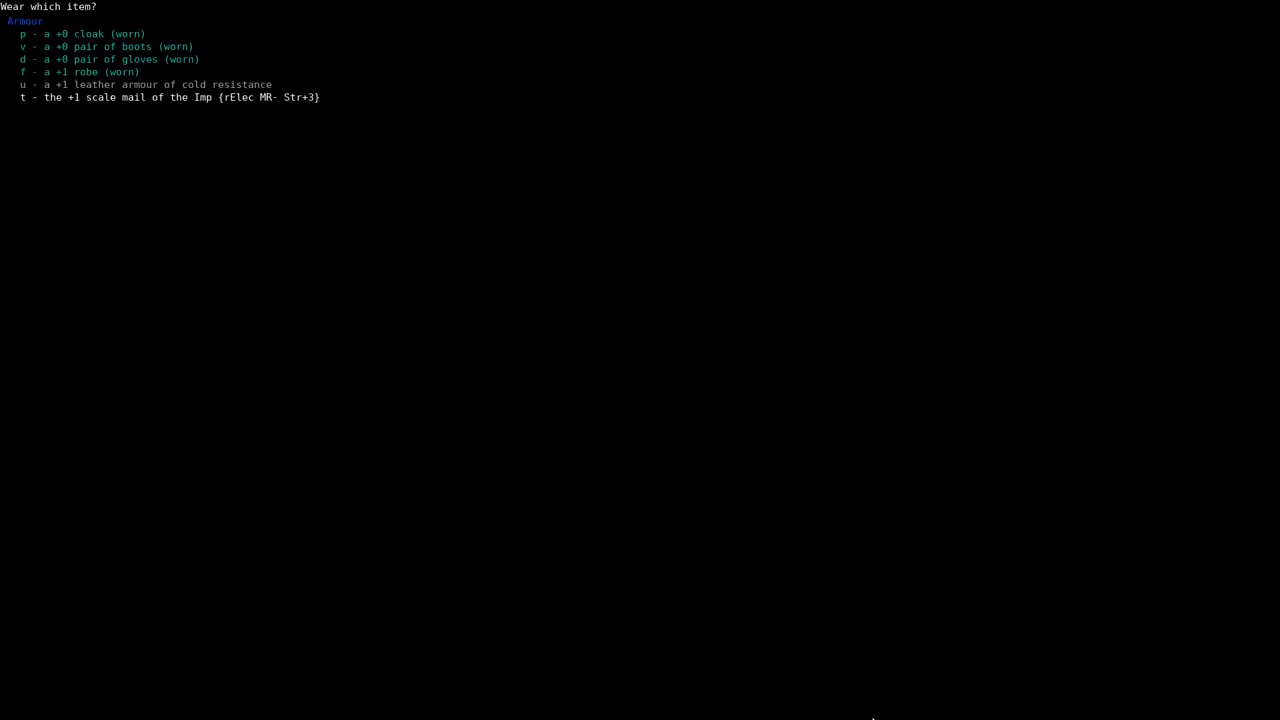 Wear which item?
Armour
p - a +0 cloak (worn)
v - a +0 pair of boots (worn)
d - a +0 pair of gloves (worn)
f - a +1 robe (worn)
u - a +1 leather armour of cold resistance
t - the +1 scale mail of the Imp {rElec MR- Str+3}